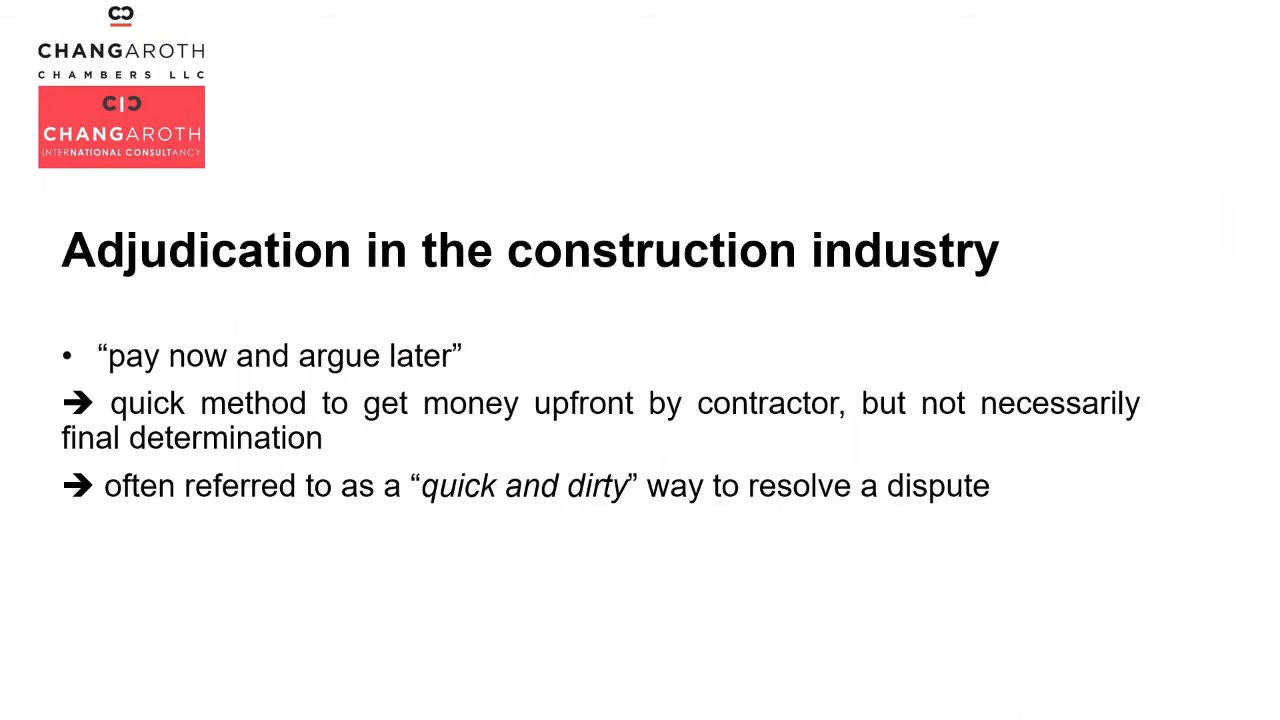 CHANGAROTH
CHAMBERS LLC
CHANGAROTH
INTERNATIONAL CONSULTANCY
Adjudication in the construction industry
• “pay now and argue later”
➔ quick method to get money upfront by contractor, but not necessarily
final determination
➔ often referred to as a “quick and dirty” way to resolve a dispute